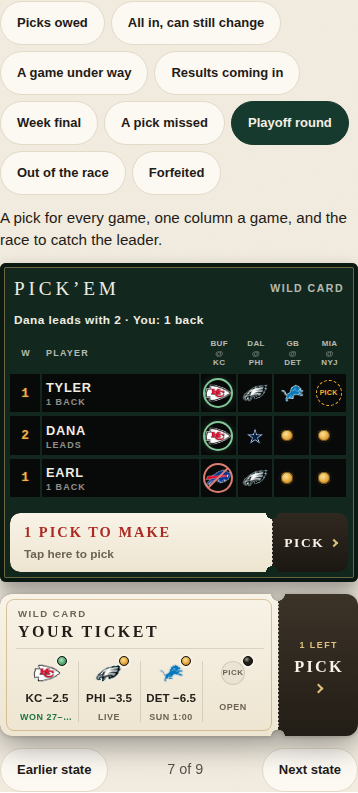 Picks owed
All in, can still change
A game under way
Results coming in
Week final
A pick missed
Playoff round
Out of the race
Forfeited
A pick for every game, one column a game, and the
race to catch the leader.
PICK’EM
WILD CARD
Dana leads with 2 · You: 1 back
W
PLAYER
BUF
@
KC
DAL
@
PHI
GB
@
DET
MIA
@
NYJ
1
TYLER
1 BACK
PICK
2
DANA
LEADS
1
EARL
1 BACK
1 PICK TO MAKE
Tap here to pick
PICK
WILD CARD
YOUR TICKET
KC −2.5
WON 27–…
PHI −3.5
LIVE
DET −6.5
SUN 1:00
PICK
OPEN
1 LEFT
PICK
Earlier state
7 of 9
Next state